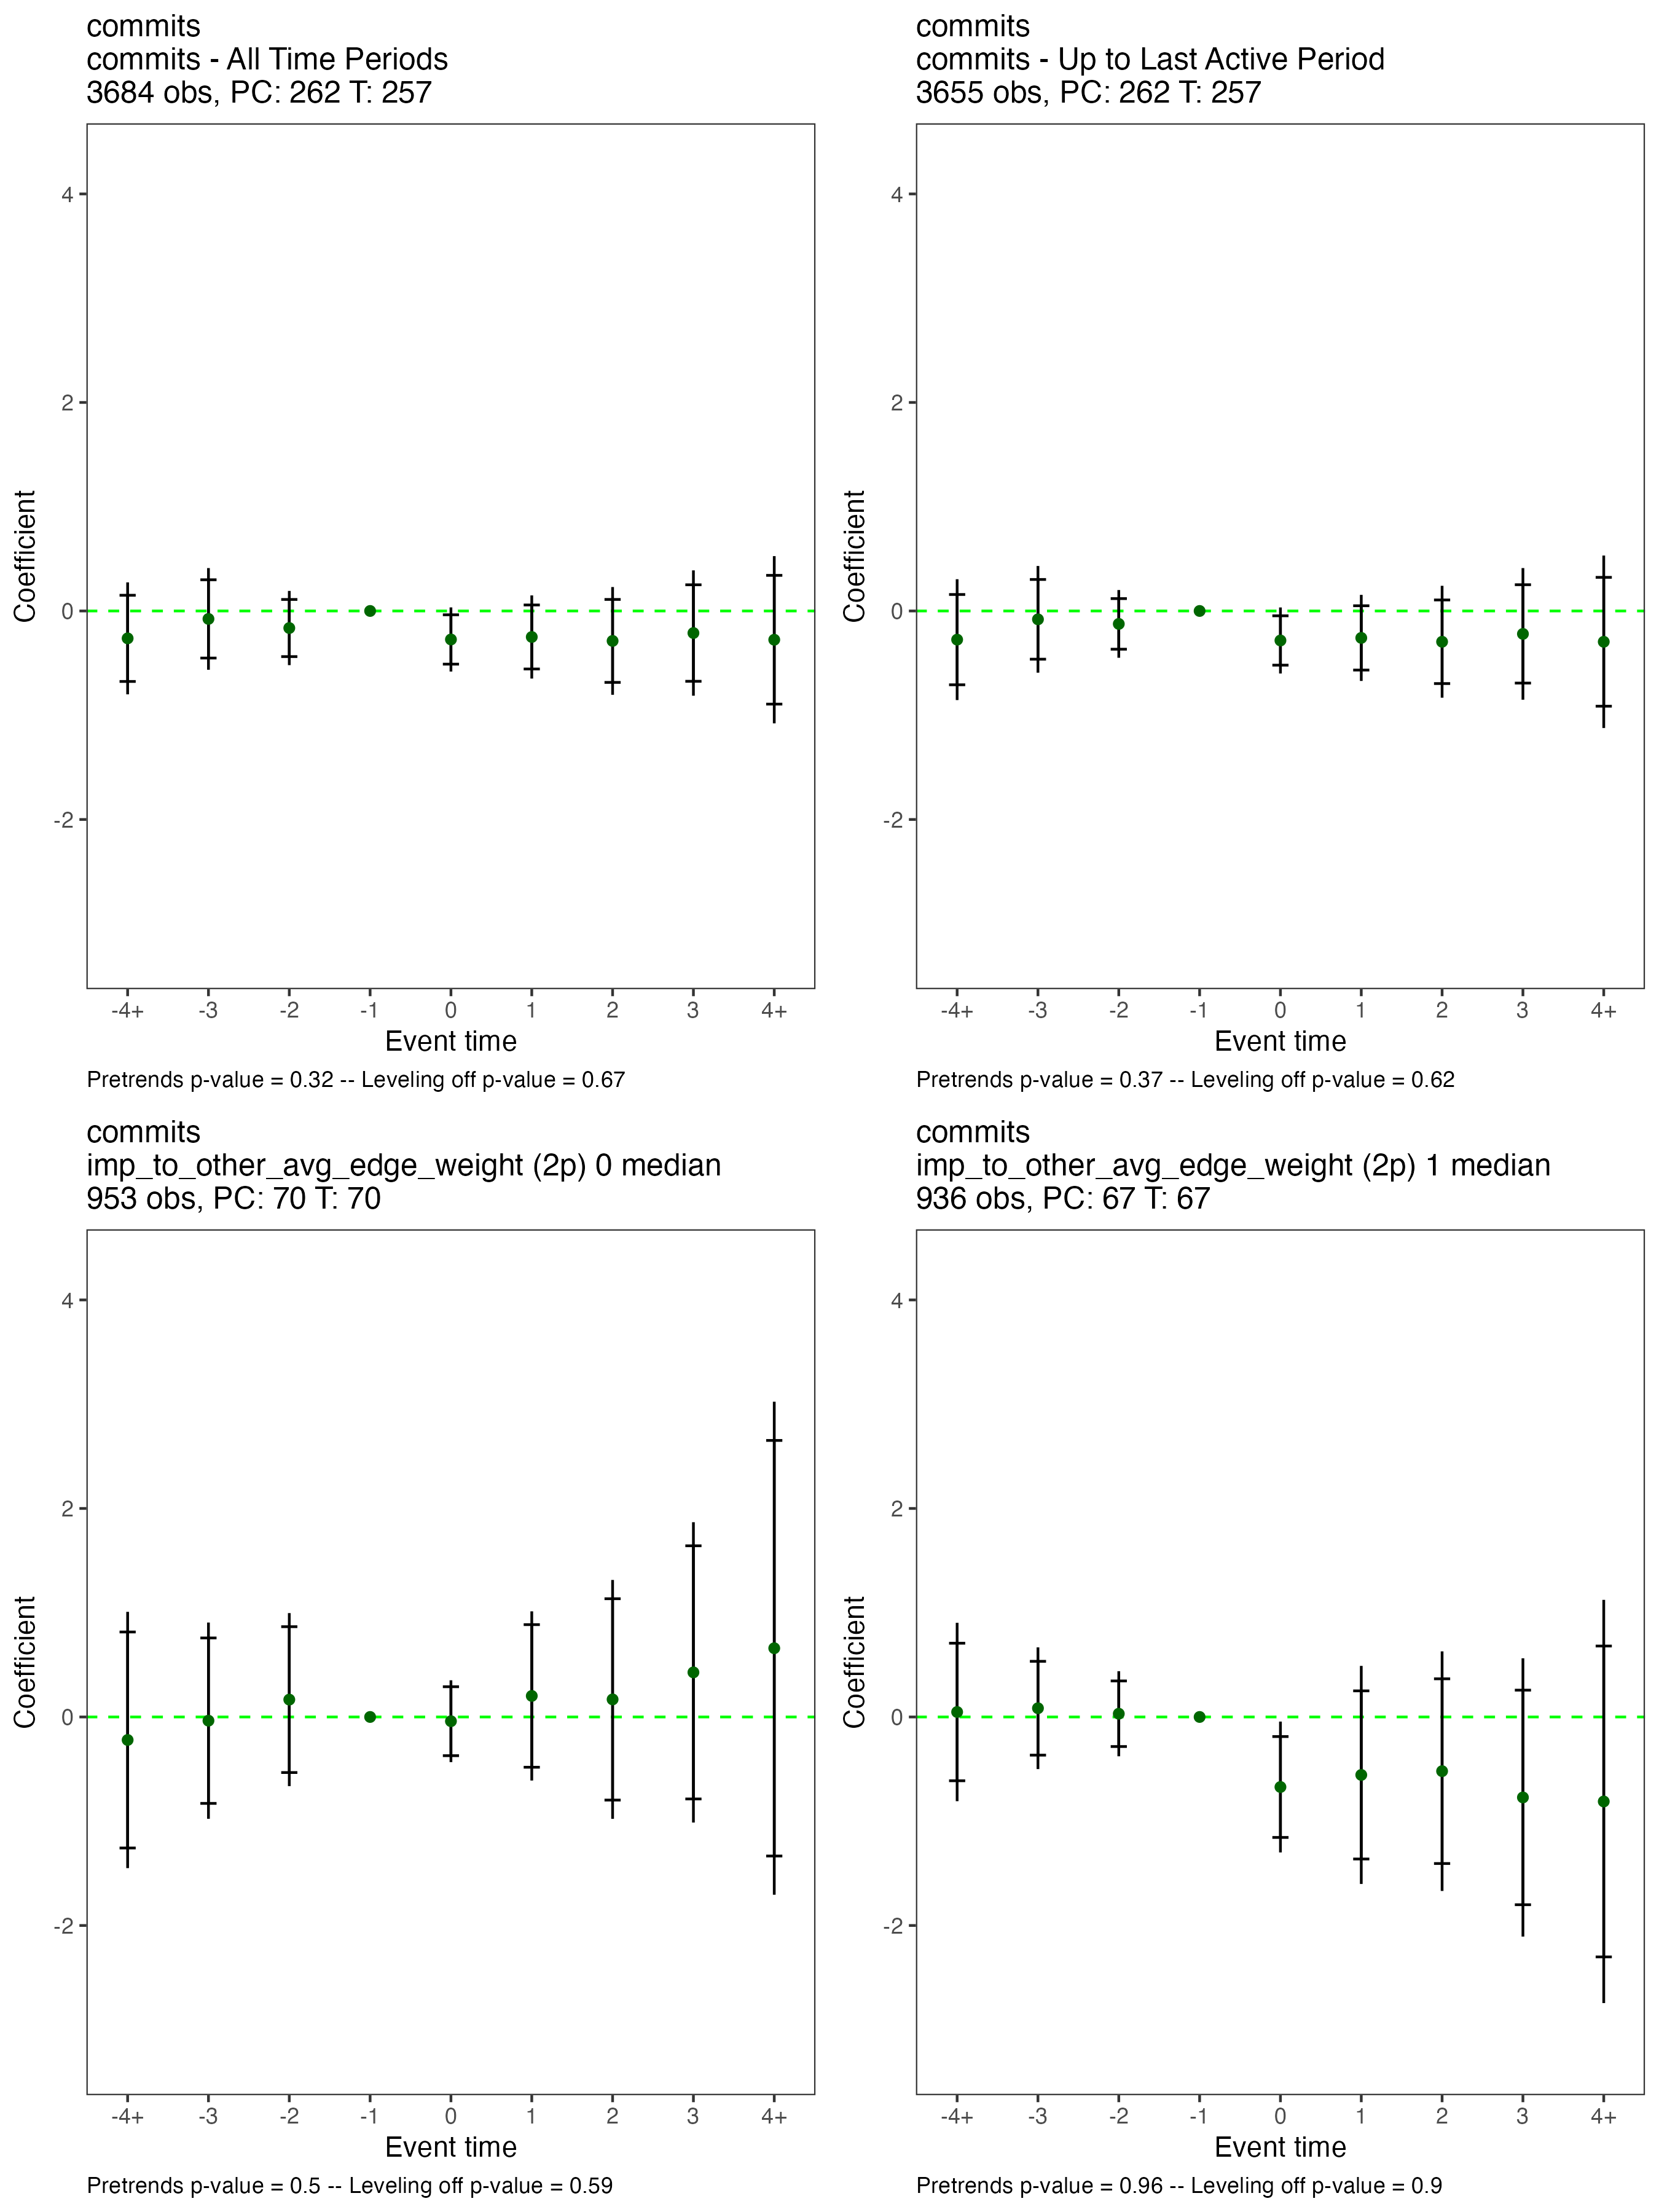 commits
commits - All Time Periods
3684 obs, PC: 262 T: 257
4
2
0
-2
Coefficient
-4+ -3 -2 -1 0 1 2 3 4+
Event time
Pretrends p-value = 0.32 -- Leveling off p-value = 0.67
commits
commits - Up to Last Active Period
3655 obs, PC: 262 T: 257
4
2
0
-2
Coefficient
-4+ -3 -2 -1 0 1 2 3 4+
Event time
Pretrends p-value = 0.37 -- Leveling off p-value = 0.62
commits
imp_to_other_avg_edge_weight (2p) 0 median
953 obs, PC: 70 T: 70
4
2
0
-2
Coefficient
-4+ -3 -2 -1 0 1 2 3 4+
Event time
Pretrends p-value = 0.5 -- Leveling off p-value = 0.59
commits
imp_to_other_avg_edge_weight (2p) 1 median
936 obs, PC: 67 T: 67
4
2
0
-2
Coefficient
-4+ -3 -2 -1 0 1 2 3 4+
Event time
Pretrends p-value = 0.96 -- Leveling off p-value = 0.9